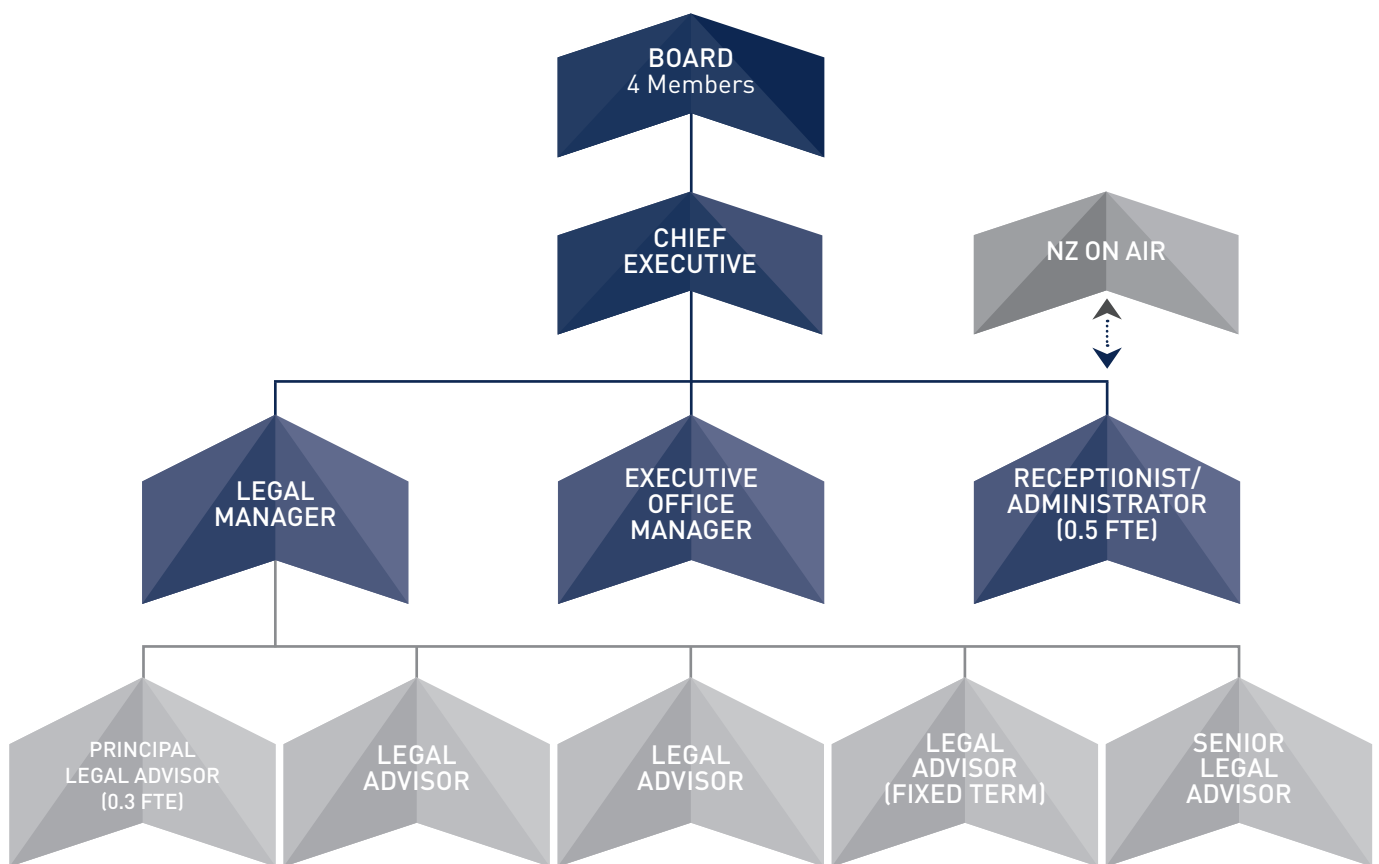 BOARD
4 Members
CHIEF
EXECUTIVE
NZ ON AIR
LEGAL
MANAGER
EXECUTIVE
OFFICE
MANAGER
RECEPTIONIST/
ADMINISTRATOR
(0.5 FTE)
PRINCIPAL
LEGAL ADVISOR
(0.3 FTE)
LEGAL
ADVISOR
LEGAL
ADVISOR
LEGAL
ADVISOR
(FIXED TERM)
SENIOR
LEGAL
ADVISOR